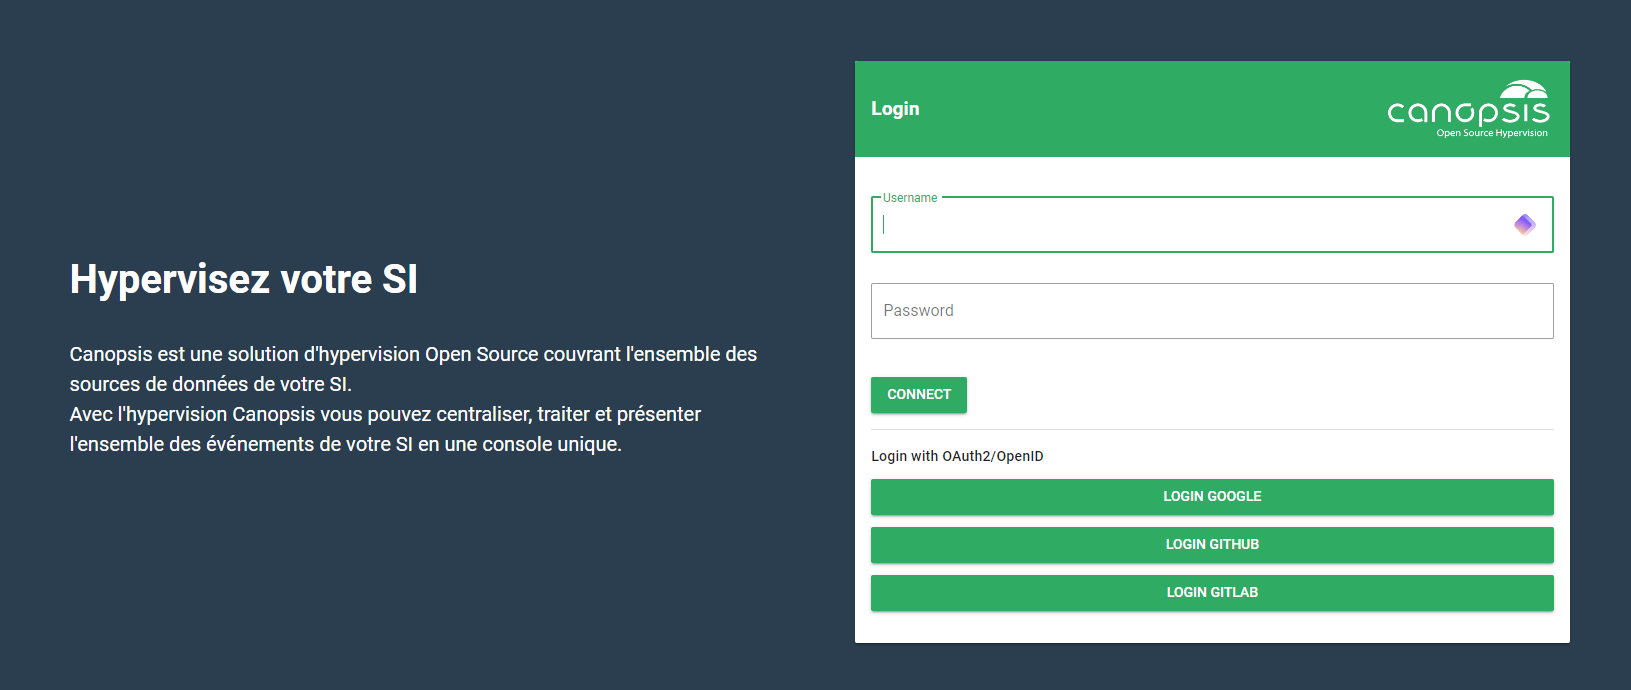 Hypervisez votre SI
Canopsis est une solution d'hypervision Open Source couvrant l'ensemble des
sources de données de votre SI.
Avec l'hypervision Canopsis vous pouvez centraliser, traiter et présenter
l'ensemble des événements de votre SI en une console unique.
Login
canopsis
Open Source Hypervision
Username
Password
CONNECT
Login with OAuth2/OpenID
LOGIN GOOGLE
LOGIN GITHUB
LOGIN GITLAB